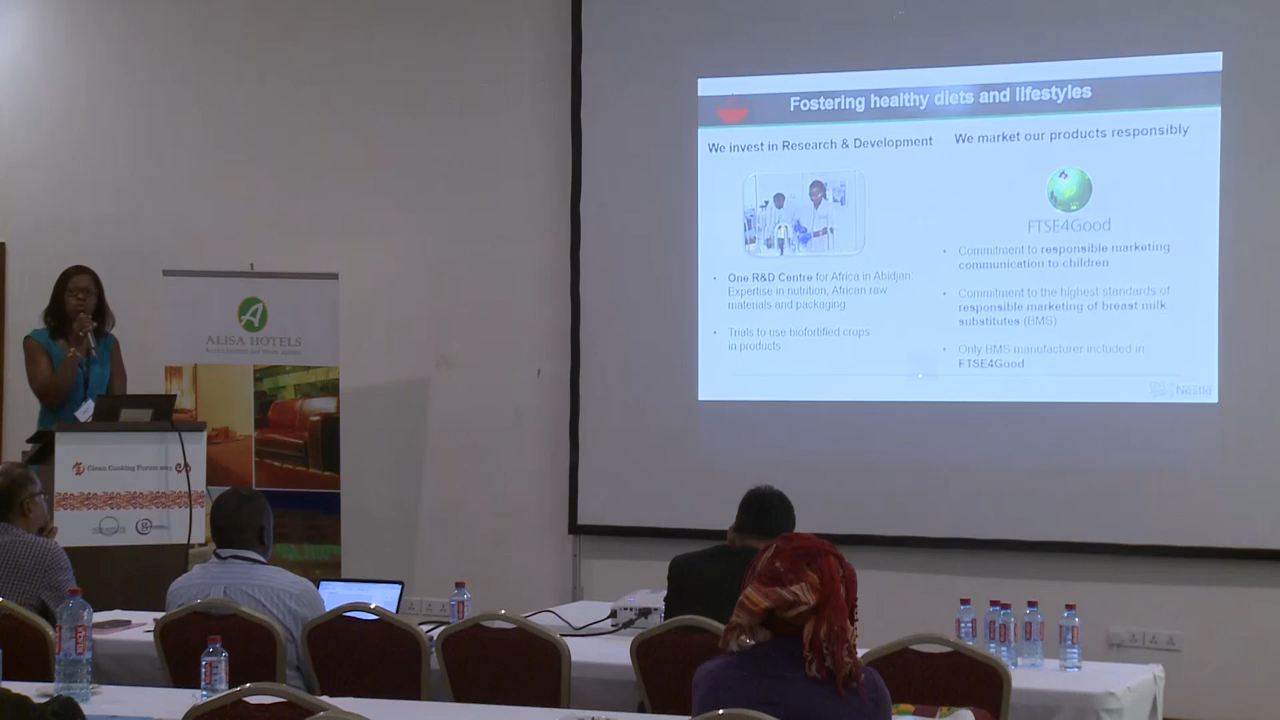 Fostering healthy diets and lifestyles
We invest in Research & Development
One R&D Centre for Africa in Abidjan:
Expertise in nutrition, African raw
materials and packaging
Trials to use biofortified crops
in products
We market our products responsibly
FTSE4Good
Commitment to responsible marketing
communication to children
Commitment to the highest standards of
responsible marketing of breast milk
substitutes (BMS)
Only BMS manufacturer included in
FTSE4Good
Nestlé
ALISA HOTELS
Clean Cooking Forum 2015